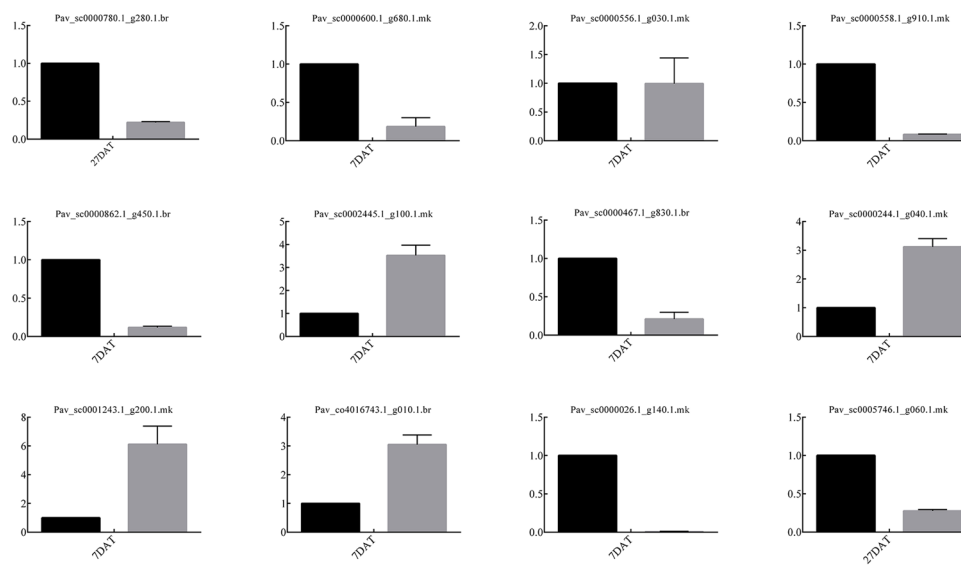 Pav_sc0000780.1_g280.1.br
1.5
1.0
0.5
0.0
27DAT
Pav_sc0000600.1_g680.1.mk
1.5
1.0
0.5
0.0
7DAT
Pav_sc0000556.1_g030.1.mk
2.0
1.5
1.0
0.5
0.0
7DAT
Pav_sc0000558.1_g910.1.mk
1.5
1.0
0.5
0.0
7DAT
Pav_sc0000862.1_g450.1.br
1.5
1.0
0.5
0.0
7DAT
Pav_sc0002445.1_g100.1.mk
5
4
3
2
1
0
7DAT
Pav_sc0000467.1_g830.1.br
1.5
1.0
0.5
0.0
7DAT
Pav_sc0000244.1_g040.1.mk
4
3
2
1
0
7DAT
Pav_sc0001243.1_g200.1.mk
8
6
4
2
0
7DAT
Pav_co4016743.1_g010.1.br
4
3
2
1
0
7DAT
Pav_sc0000026.1_g140.1.mk
1.5
1.0
0.5
0.0
7DAT
Pav_sc0005746.1_g060.1.mk
1.5
1.0
0.5
0.0
27DAT